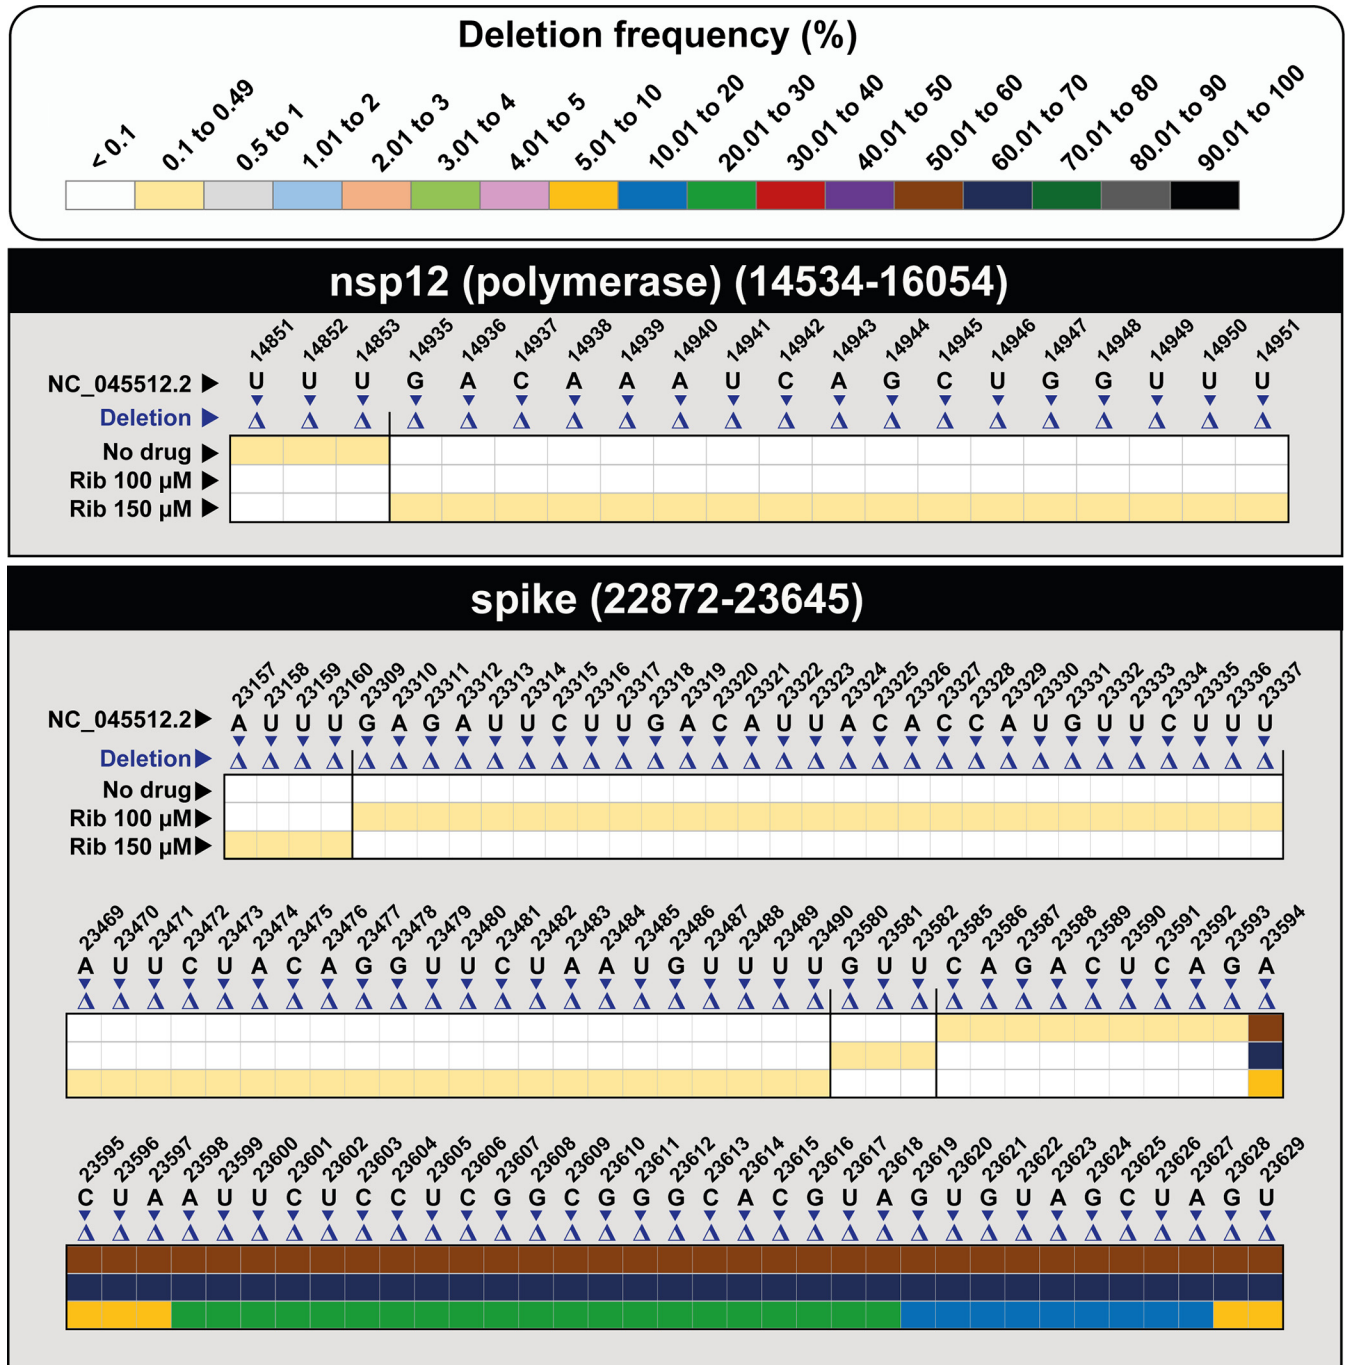 Deletion frequency (%)
< 0.1 0.1 to 0.49 0.5 to 1 1.01 to 2 2.01 to 3 3.01 to 4 4.01 to 5 5.01 to 10 10.01 to 20 20.01 to 30 30.01 to 40 40.01 to 50 50.01 to 60 60.01 to 70 70.01 to 80 80.01 to 90 90.01 to 100
nsp12 (polymerase) (14534-16054)
14851 14852 14853 14935 14936 14937 14938 14939 14940 14941 14942 14943 14944 14945 14946 14947 14948 14949 14950 14951
NC_045512.2 U U U G A C A A A U C A G C U G G U U U
Deletion
No drug
Rib 100 µM
Rib 150 µM
spike (22872-23645)
23157 23158 23159 23160 23309 23310 23311 23312 23313 23314 23315 23316 23317 23318 23319 23320 23321 23322 23323 23324 23325 23326 23327 23328 23329 23330 23331 23332 23333 23334 23335 23336 23337
NC_045512.2 A U U U G A G A U U C U U G A C A U U A C A C C A U G U U C U U U
Deletion
No drug
Rib 100 µM
Rib 150 µM
23469 23470 23471 23472 23473 23474 23475 23476 23477 23478 23479 23480 23481 23482 23483 23484 23485 23486 23487 23488 23489 23490 23580 23581 23582 23585 23586 23587 23588 23589 23590 23591 23592 23593 23594
A U U C U A C A G G U U C U A A U G U U U U G U U C A G A C U C A G A
23595 23596 23597 23598 23599 23600 23601 23602 23603 23604 23605 23606 23607 23608 23609 23610 23611 23612 23613 23614 23615 23616 23617 23618 23619 23620 23621 23622 23623 23624 23625 23626 23627 23628 23629
C U A A U U C U C C U C G G C G G G C A C G U A G U G U A G C U A G U